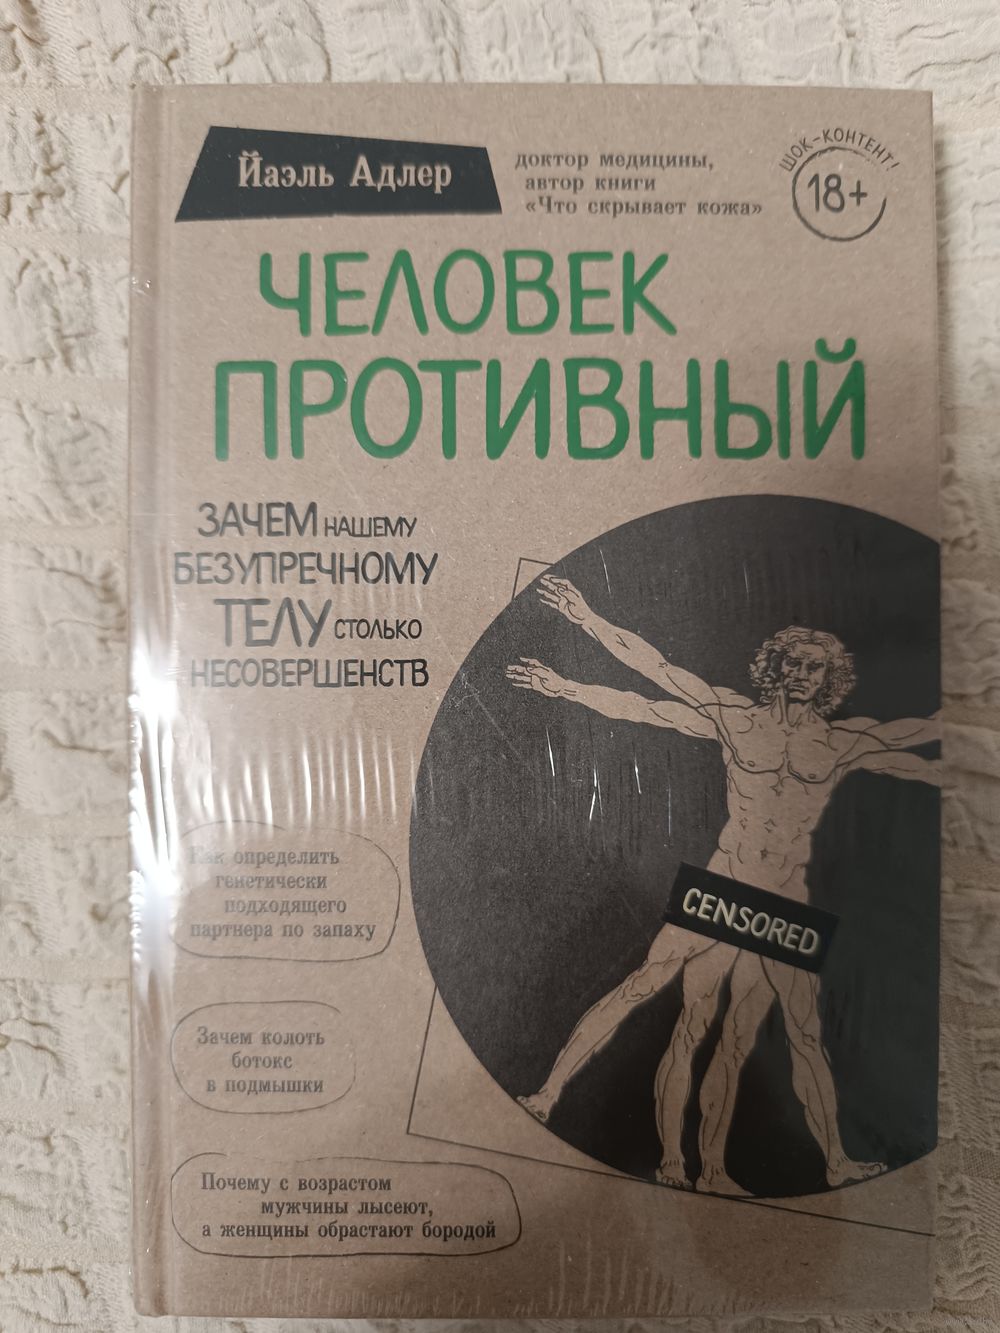 Йаэль Адлер
доктор медицины,
автор книги
«Что скрывает кожа»
ШОК-КОНТЕНТ!
18+
ЧЕЛОВЕК
ПРОТИВНЫЙ
ЗАЧЕМ НАШЕМУ
БЕЗУПРЕЧНОМУ
ТЕЛУ СТОЛЬКО
НЕСОВЕРШЕНСТВ
CENSORED
Как определить
генетически
подходящего
партнера по запаху
Зачем колоть
ботокс
в подмышки
Почему с возрастом
мужчины лысеют,
а женщины обрастают бородой